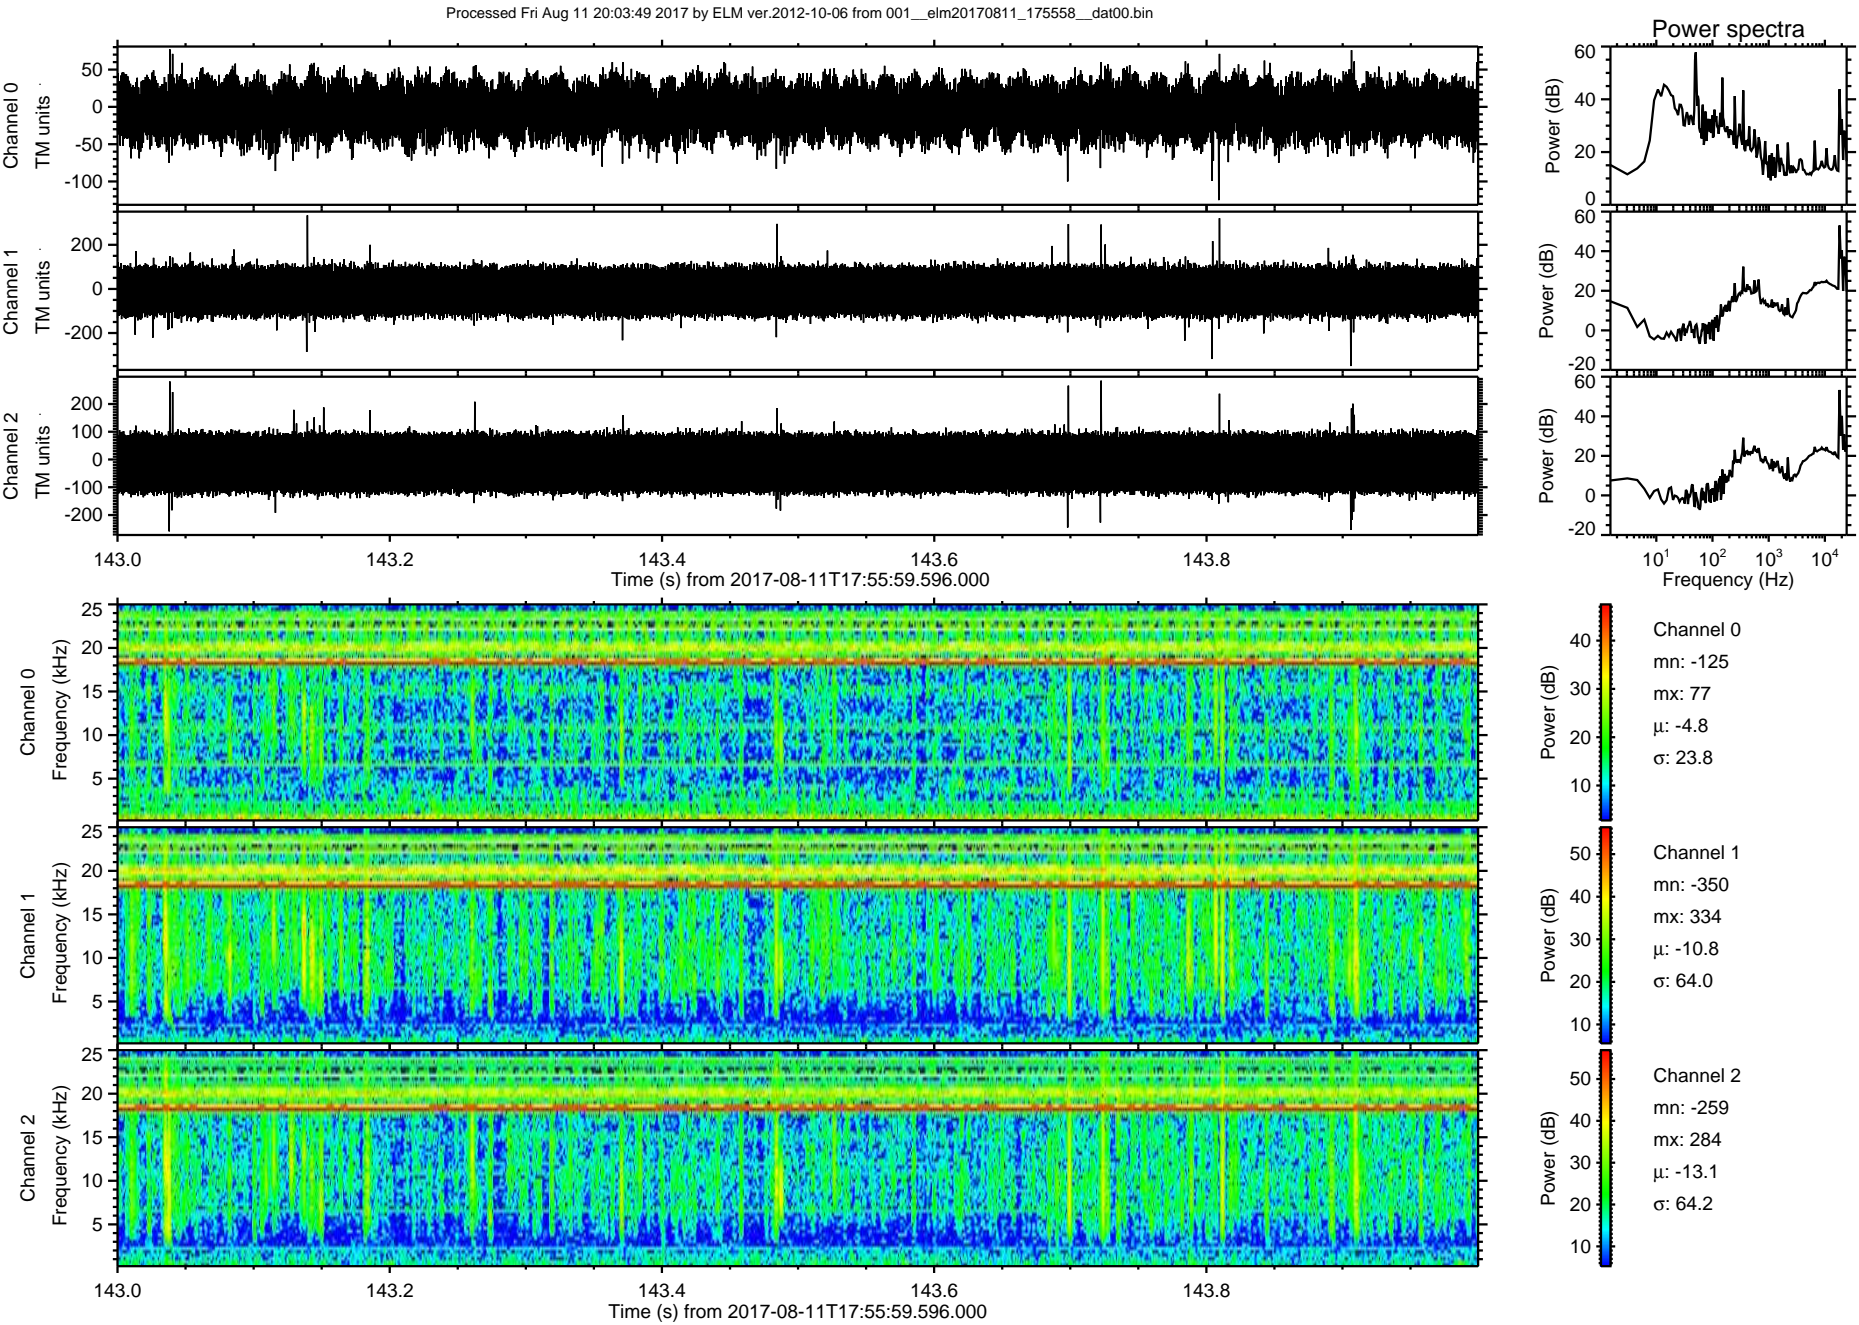 Processed Fri Aug 11 20:03:49 2017 by ELM ver.2012-10-06 from 001__elm20170811_175558__dat00.bin
Power spectra
Channel 0
TM units
50
0
-50
-100
Power (dB)
60
40
20
0
Channel 1
TM units
200
0
-200
Power (dB)
60
40
20
0
-20
Channel 2
TM units
200
100
0
-100
-200
Power (dB)
60
40
20
0
-20
143.0 143.2 143.4 143.6 143.8
Time (s) from 2017-08-11T17:55:59.596.000
10¹ 10² 10³ 10⁴
Frequency (Hz)
Channel 0
Frequency (kHz)
25
20
15
10
5
Power (dB)
40
30
20
10
Channel 0
mn: -125
mx: 77
μ: -4.8
σ: 23.8
Channel 1
Frequency (kHz)
25
20
15
10
5
Power (dB)
50
40
30
20
10
Channel 1
mn: -350
mx: 334
μ: -10.8
σ: 64.0
Channel 2
Frequency (kHz)
25
20
15
10
5
Power (dB)
50
40
30
20
10
Channel 2
mn: -259
mx: 284
μ: -13.1
σ: 64.2
143.0 143.2 143.4 143.6 143.8
Time (s) from 2017-08-11T17:55:59.596.000